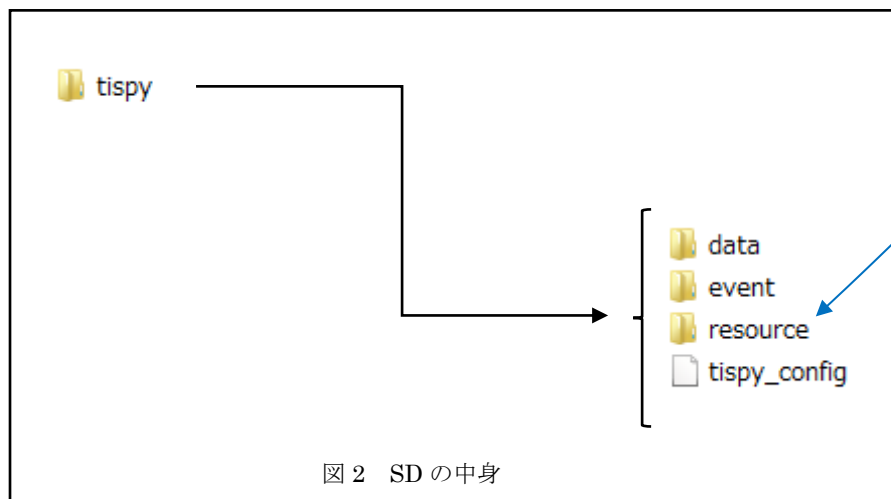 tispy
data
event
resource
tispy_config
図 2　SD の中身